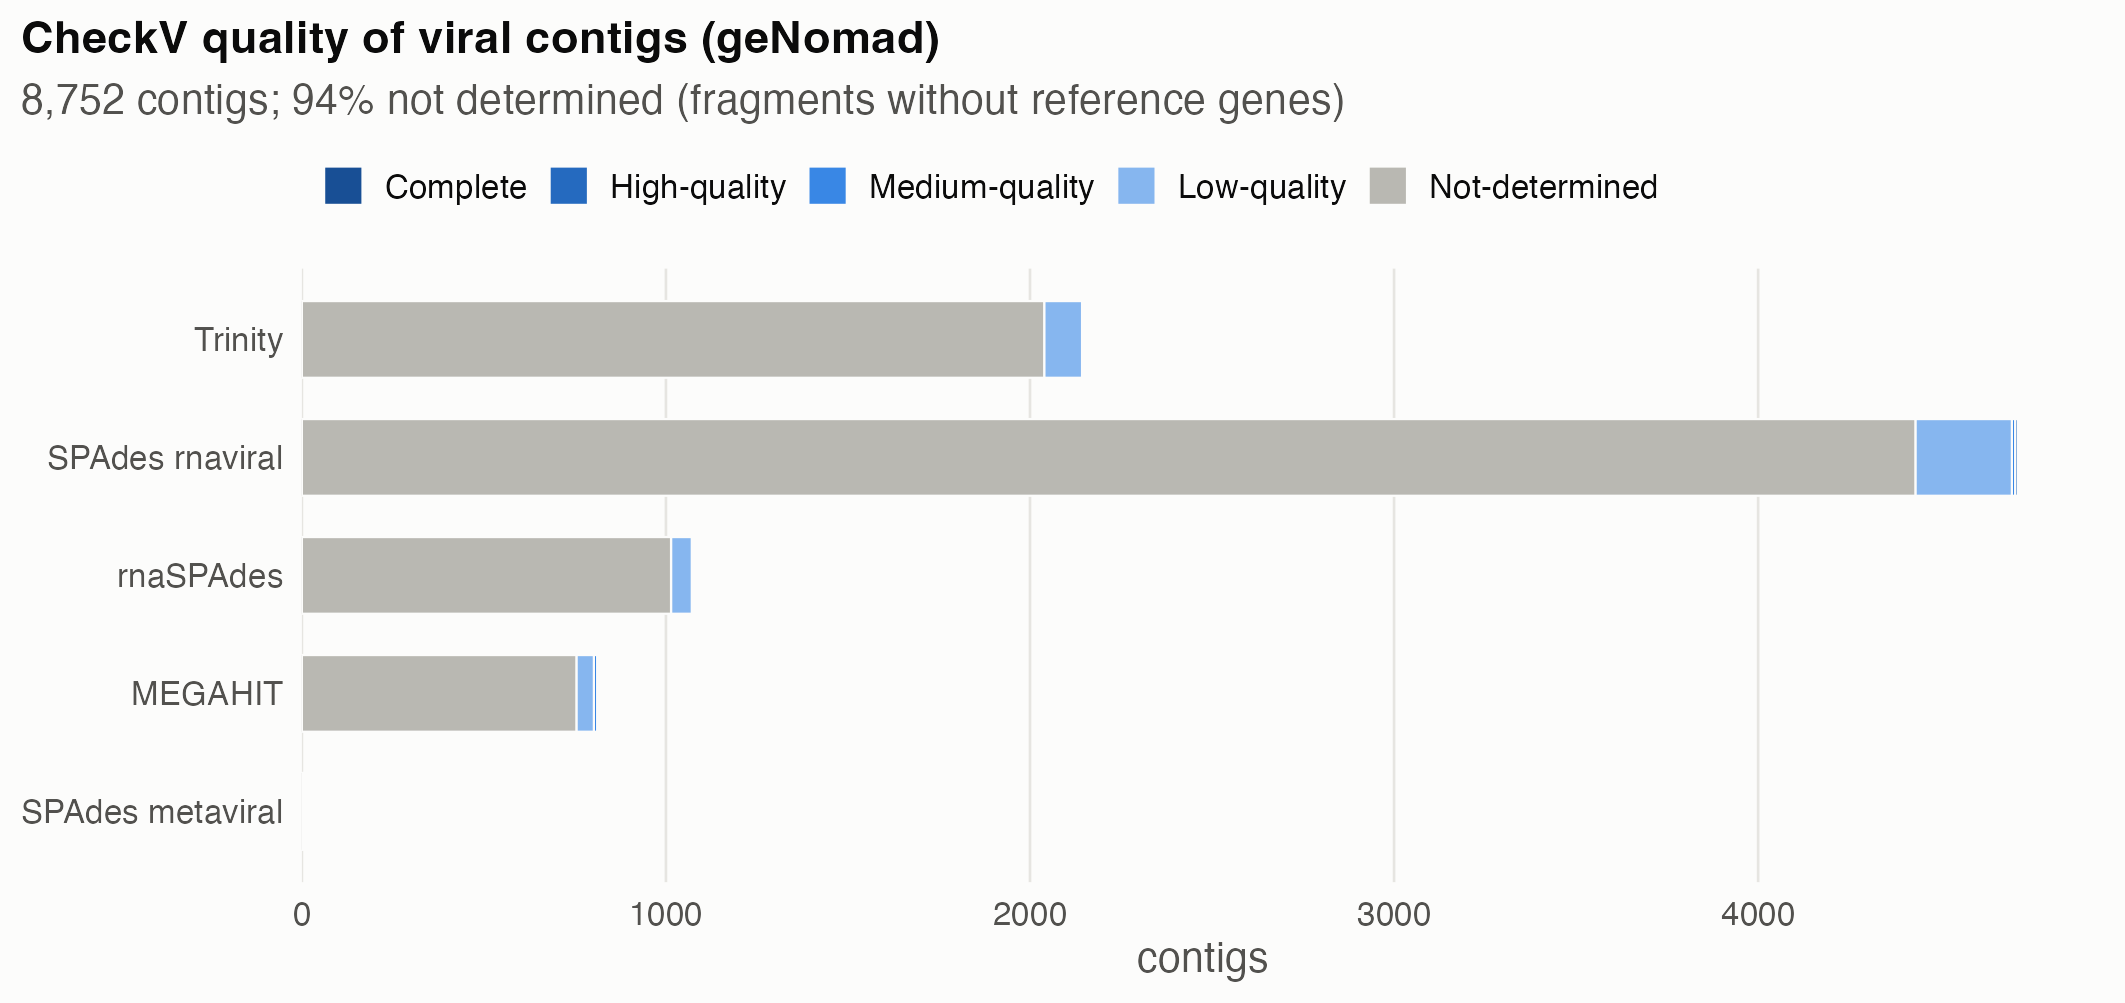 CheckV quality of viral contigs (geNomad)
8,752 contigs; 94% not determined (fragments without reference genes)
Complete High-quality Medium-quality Low-quality Not-determined
Trinity
SPAdes rnaviral
rnaSPAdes
MEGAHIT
SPAdes metaviral
0 1000 2000 3000 4000
contigs